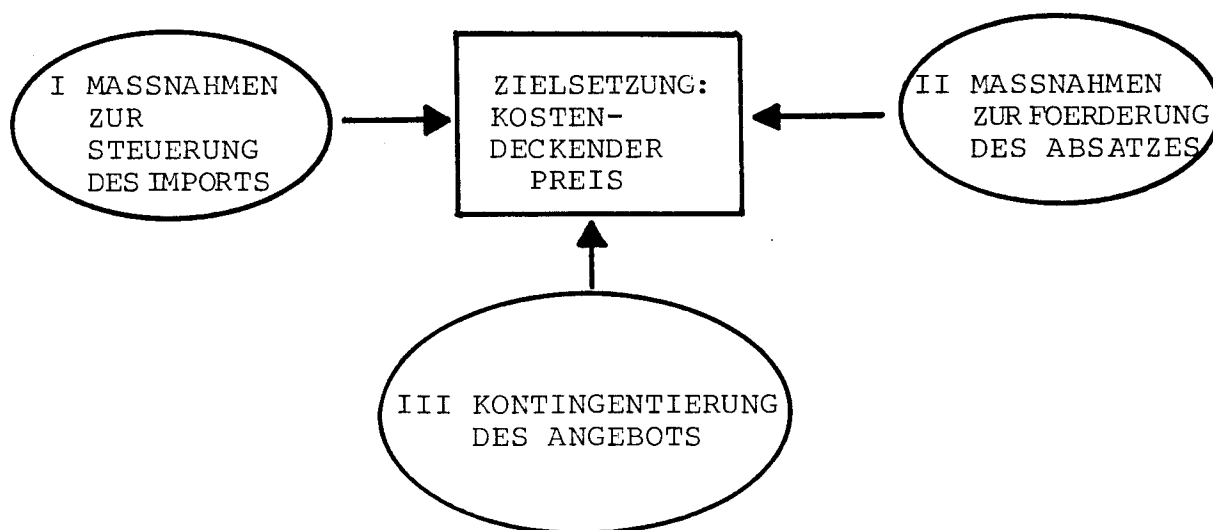 I MASSNAHMEN
ZUR
STEUERUNG
DES IMPORTS
ZIELSETZUNG:
KOSTEN-
DECKENDER
PREIS
II MASSNAHMEN
ZUR FOERDERUNG
DES ABSATZES
III KONTINGENTIERUNG
DES ANGEBOTS